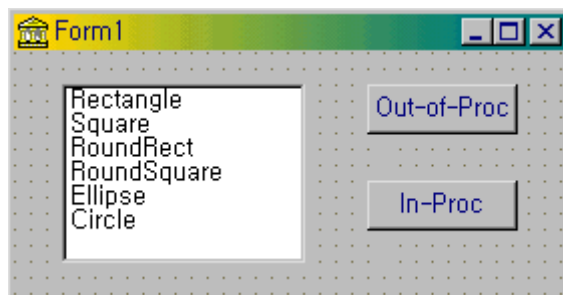 Form1
Rectangle
Square
RoundRect
RoundSquare
Ellipse
Circle
Out-of-Proc
In-Proc